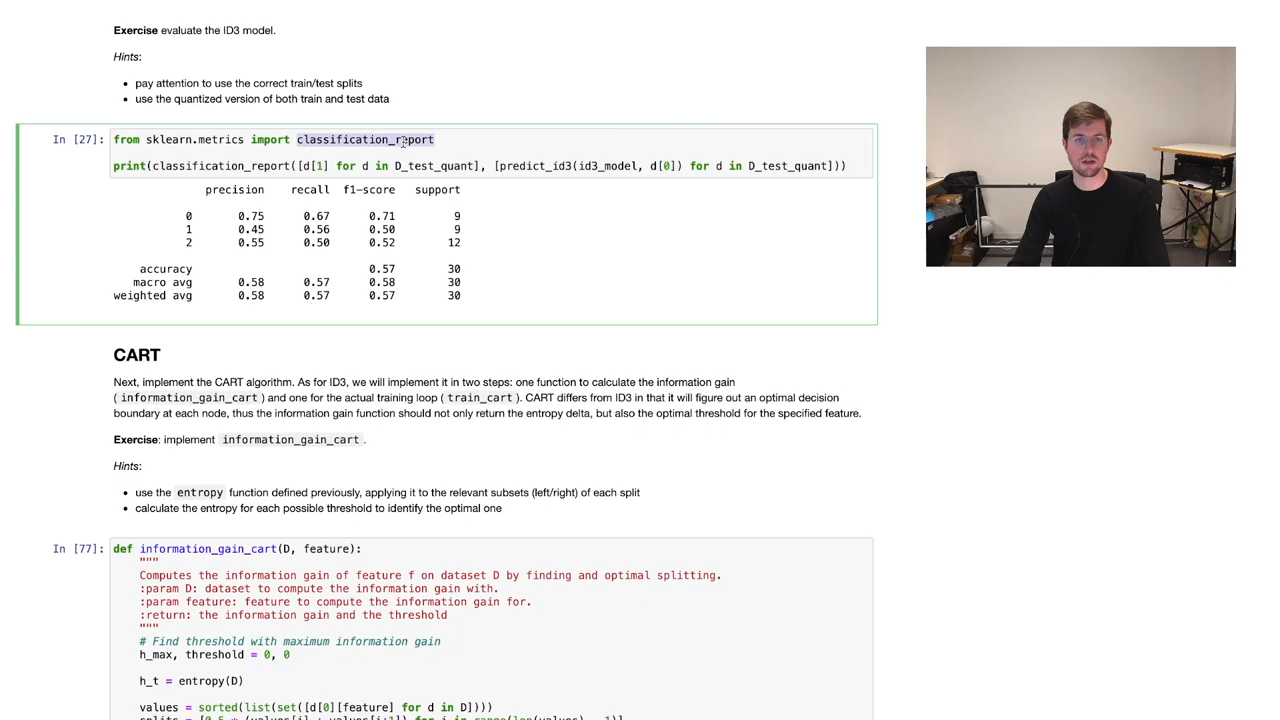 Exercise evaluate the ID3 model.
Hints:
• pay attention to use the correct train/test splits
• use the quantized version of both train and test data
In [27]: from sklearn.metrics import classification_report
print(classification_report([d[1] for d in D_test_quant], [predict_id3(id3_model, d[0]) for d in D_test_quant]))
precision recall f1-score support
0 0.75 0.67 0.71 9
1 0.45 0.56 0.50 9
2 0.55 0.50 0.52 12
accuracy 0.57 30
macro avg 0.58 0.57 0.58 30
weighted avg 0.58 0.57 0.57 30
CART
Next, implement the CART algorithm. As for ID3, we will implement it in two steps: one function to calculate the information gain
( information_gain_cart ) and one for the actual training loop ( train_cart ). CART differs from ID3 in that it will figure out an optimal decision
boundary at each node, thus the information gain function should not only return the entropy delta, but also the optimal threshold for the specified feature.
Exercise: implement information_gain_cart .
Hints:
• use the entropy function defined previously, applying it to the relevant subsets (left/right) of each split
• calculate the entropy for each possible threshold to identify the optimal one
In [77]: def information_gain_cart(D, feature):
"""
Computes the information gain of feature f on dataset D by finding and optimal splitting.
:param D: dataset to compute the information gain with.
:param feature: feature to compute the information gain for.
:return: the information gain and the threshold
"""
# Find threshold with maximum information gain
h_max, threshold = 0, 0
h_t = entropy(D)
values = sorted(list(set([d[0][feature] for d in D])))
splits = [0.5 * (values[i] + values[i+1]) for i in range(len(values) - 1)]